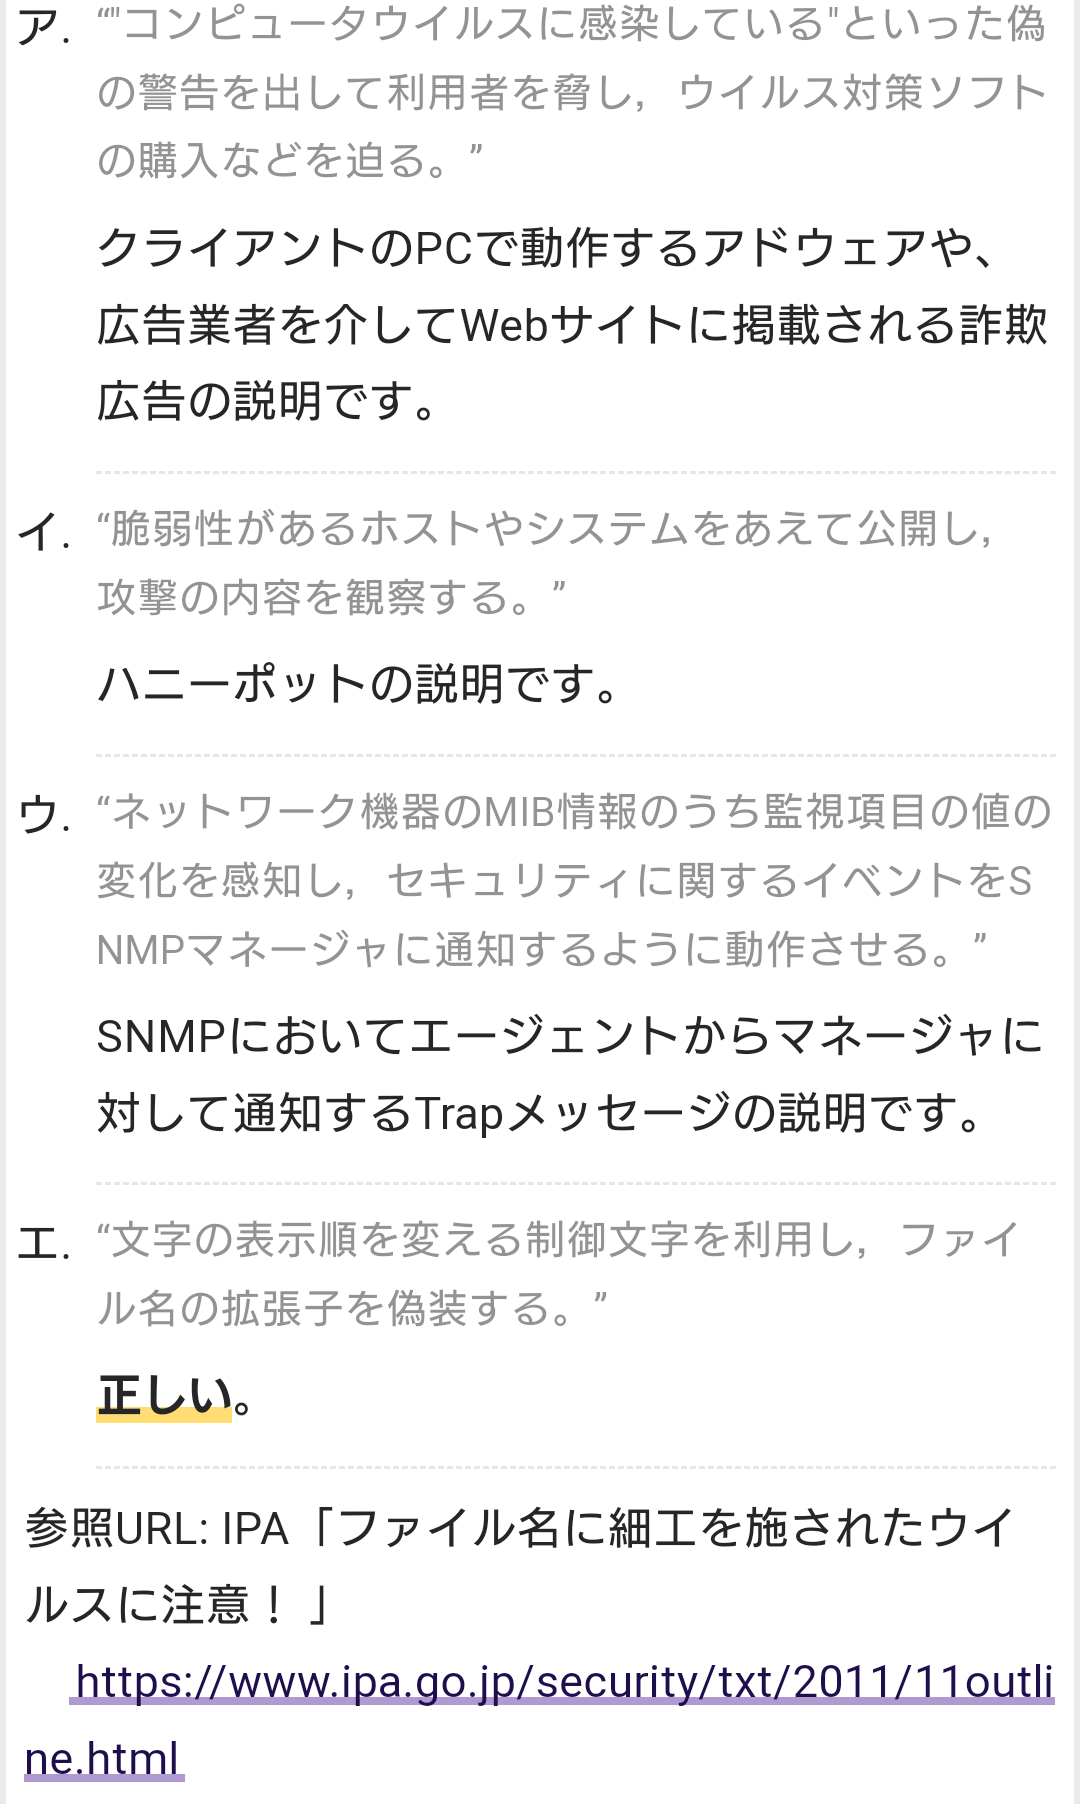 ア. “"コンピュータウイルスに感染している"といった偽
の警告を出して利用者を脅し，ウイルス対策ソフト
の購入などを迫る。”
クライアントのPCで動作するアドウェアや、
広告業者を介してWebサイトに掲載される詐欺
広告の説明です。
イ. “脆弱性があるホストやシステムをあえて公開し，
攻撃の内容を観察する。”
ハニーポットの説明です。
ウ. “ネットワーク機器のMIB情報のうち監視項目の値の
変化を感知し，セキュリティに関するイベントをS
NMPマネージャに通知するように動作させる。”
SNMPにおいてエージェントからマネージャに
対して通知するTrapメッセージの説明です。
エ. “文字の表示順を変える制御文字を利用し，ファイ
ル名の拡張子を偽装する。”
正しい。
参照URL: IPA「ファイル名に細工を施されたウイ
ルスに注意！」
https://www.ipa.go.jp/security/txt/2011/11outli
ne.html